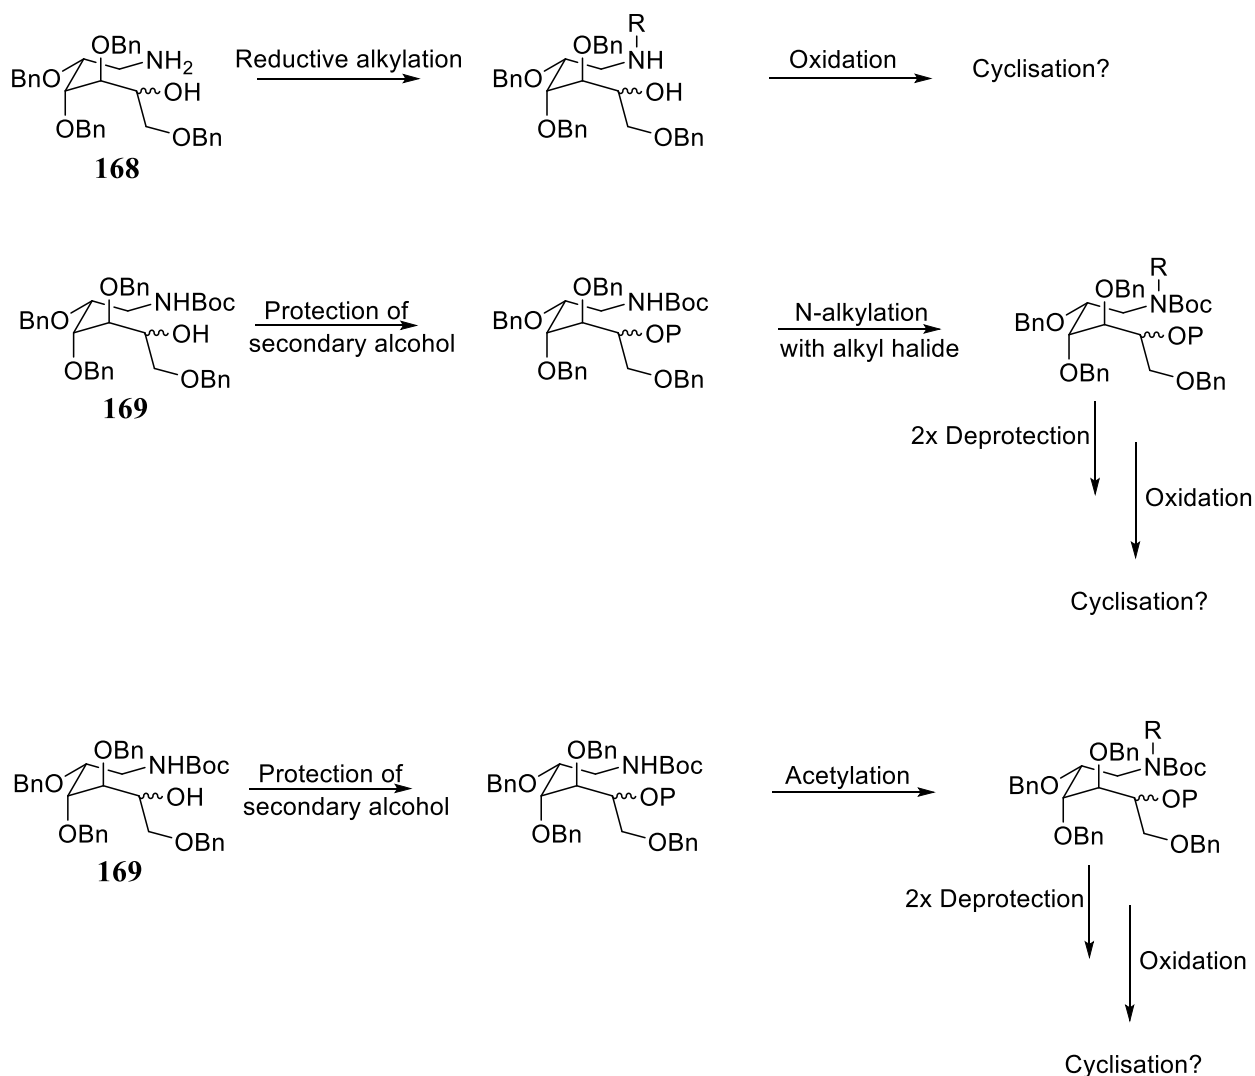 R
OBn NH2 Reductive alkylation OBn NH Oxidation Cyclisation?
BnO OH BnO OH
OBn OBn OBn OBn
168
R
OBn NHBoc Protection of OBn NHBoc N-alkylation OBn NBoc
BnO OH secondary alcohol BnO OP with alkyl halide BnO OP
OBn OBn OBn OBn OBn OBn
169
2x Deprotection
Oxidation
Cyclisation?
R
OBn NHBoc Protection of OBn NHBoc Acetylation OBn NBoc
BnO OH secondary alcohol BnO OP BnO OP
OBn OBn OBn OBn OBn OBn
169
2x Deprotection
Oxidation
Cyclisation?